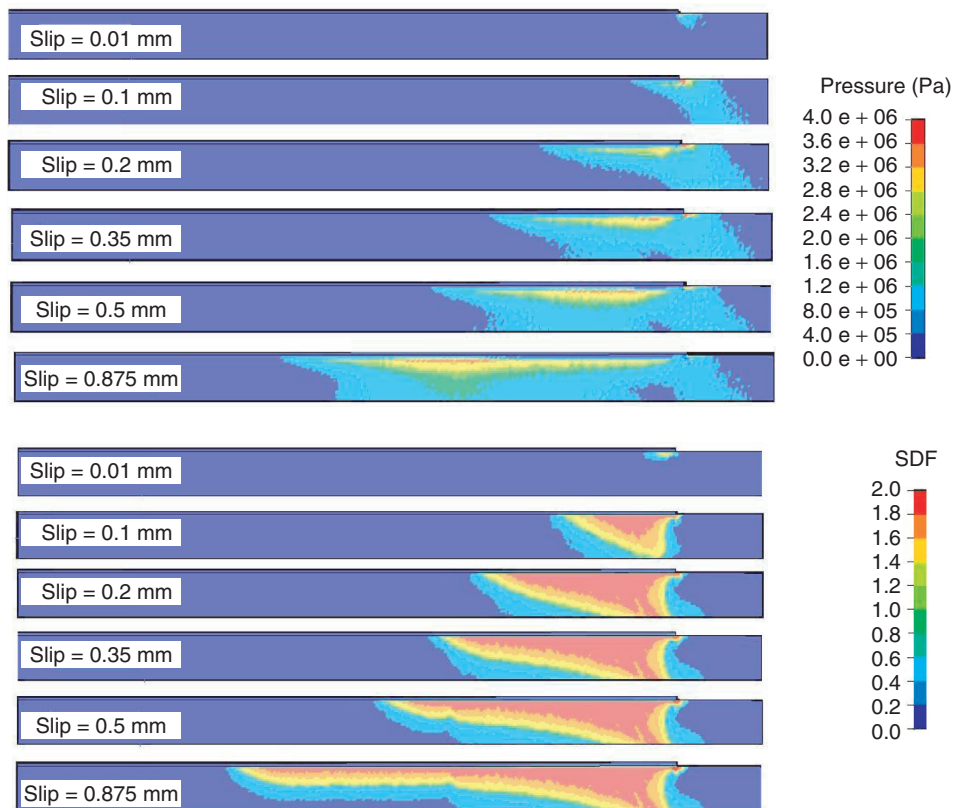 Slip = 0.01 mm
Slip = 0.1 mm
Slip = 0.2 mm
Slip = 0.35 mm
Slip = 0.5 mm
Slip = 0.875 mm
Pressure (Pa)
4.0 e + 06
3.6 e + 06
3.2 e + 06
2.8 e + 06
2.4 e + 06
2.0 e + 06
1.6 e + 06
1.2 e + 06
8.0 e + 05
4.0 e + 05
0.0 e + 00
Slip = 0.01 mm
Slip = 0.1 mm
Slip = 0.2 mm
Slip = 0.35 mm
Slip = 0.5 mm
Slip = 0.875 mm
SDF
2.0
1.8
1.6
1.4
1.2
1.0
0.8
0.6
0.4
0.2
0.0